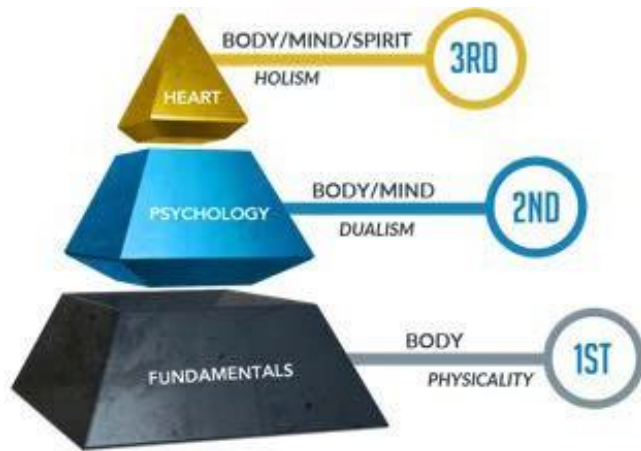 BODY/MIND/SPIRIT
3RD
HOLISM
HEART
BODY/MIND
2ND
PSYCHOLOGY
DUALISM
BODY
1ST
FUNDAMENTALS
PHYSICALITY